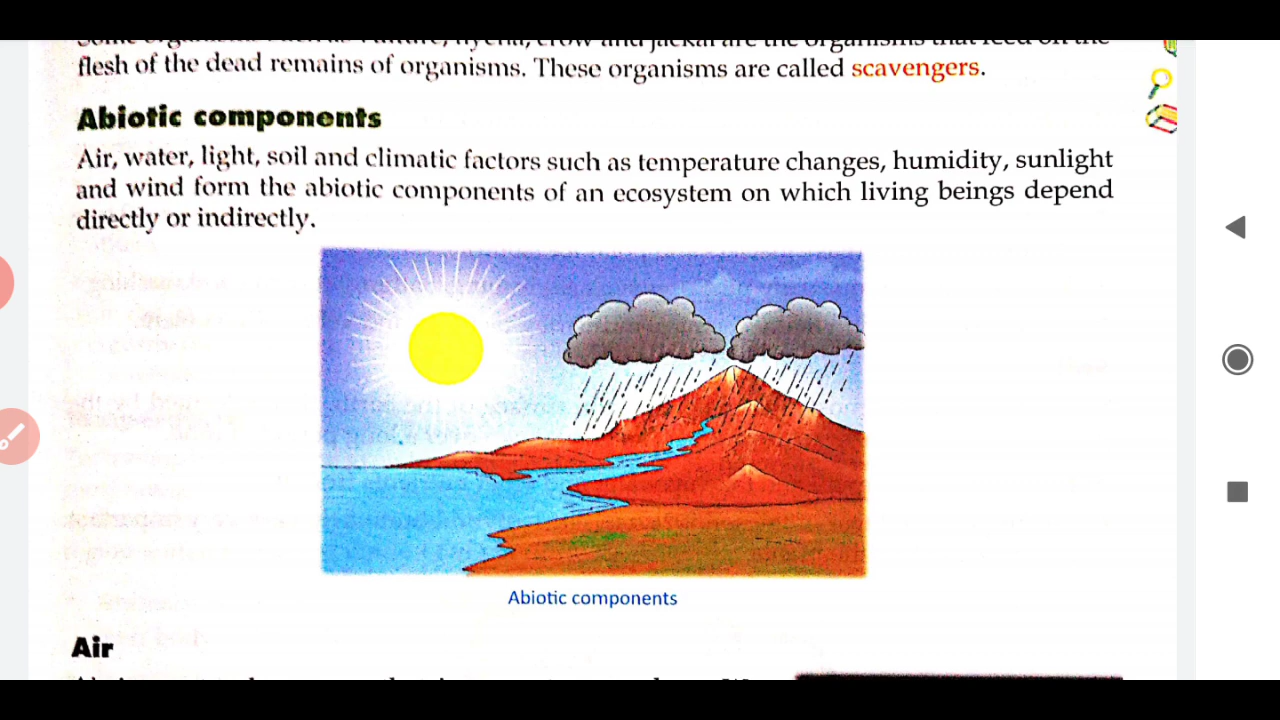 flesh of the dead remains of organisms. These organisms are called scavengers.
Abiotic components
Air, water, light, soil and climatic factors such as temperature changes, humidity, sunlight
and wind form the abiotic components of an ecosystem on which living beings depend
directly or indirectly.
Abiotic components
Air